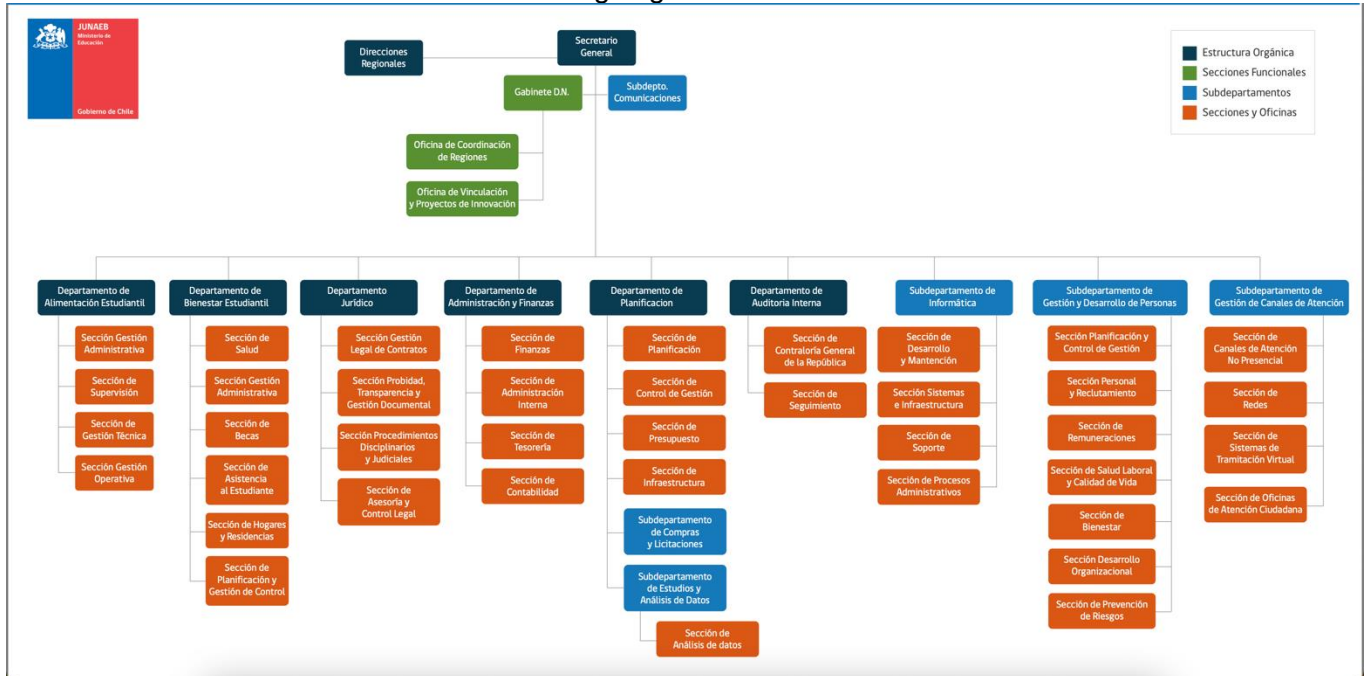 JUNAEB
Ministerio de
Educación
Gobierno de Chile
Direcciones
Regionales
Secretario
General
Gabinete D.N.
Subdepto.
Comunicaciones
Oficina de Coordinación
de Regiones
Oficina de Vinculación
y Proyectos de Innovación
Estructura Orgánica
Secciones Funcionales
Subdepartamentos
Secciones y Oficinas
Departamento de
Alimentación Estudiantil
Sección Gestión
Administrativa
Sección de
Supervisión
Sección de
Gestión Técnica
Sección Gestión
Operativa
Departamento de
Bienestar Estudiantil
Sección de
Salud
Sección Gestión
Administrativa
Sección de
Becas
Sección de
Asistencia
al Estudiante
Sección de Hogares
y Residencias
Sección de
Planificación y
Gestión de Control
Departamento
Jurídico
Sección Gestión
Legal de Contratos
Sección Probidad,
Transparencia y
Gestión Documental
Sección Procedimientos
Disciplinarios
y Judiciales
Sección de
Asesoría y
Control Legal
Departamento de
Administración y Finanzas
Sección de
Finanzas
Sección de
Administración
Interna
Sección de
Tesorería
Sección de
Contabilidad
Departamento de
Planificacion
Sección de
Planificación
Sección de
Control de Gestión
Sección de
Presupuesto
Sección de
Infraestructura
Subdepartamento
de Compras
y Licitaciones
Subdepartamento
de Estudios y
Análisis de Datos
Sección de
Análisis de datos
Departamento de
Auditoria Interna
Sección de
Contraloría General
de la República
Sección de
Seguimiento
Subdepartamento de
Informática
Sección de
Desarrollo
y Mantención
Sección Sistemas
e Infraestructura
Sección de
Soporte
Sección de Procesos
Administrativos
Subdepartamento de
Gestión y Desarrollo de Personas
Sección Planificación y
Control de Gestión
Sección Personal
y Reclutamiento
Sección de
Remuneraciones
Sección de Salud Laboral
y Calidad de Vida
Sección de
Bienestar
Sección Desarrollo
Organizacional
Sección de Prevención
de Riesgos
Subdepartamento de
Gestión de Canales de Atención
Sección de
Canales de Atención
No Presencial
Sección de
Redes
Sección de
Sistemas de
Tramitación Virtual
Sección de Oficinas
de Atención Ciudadana